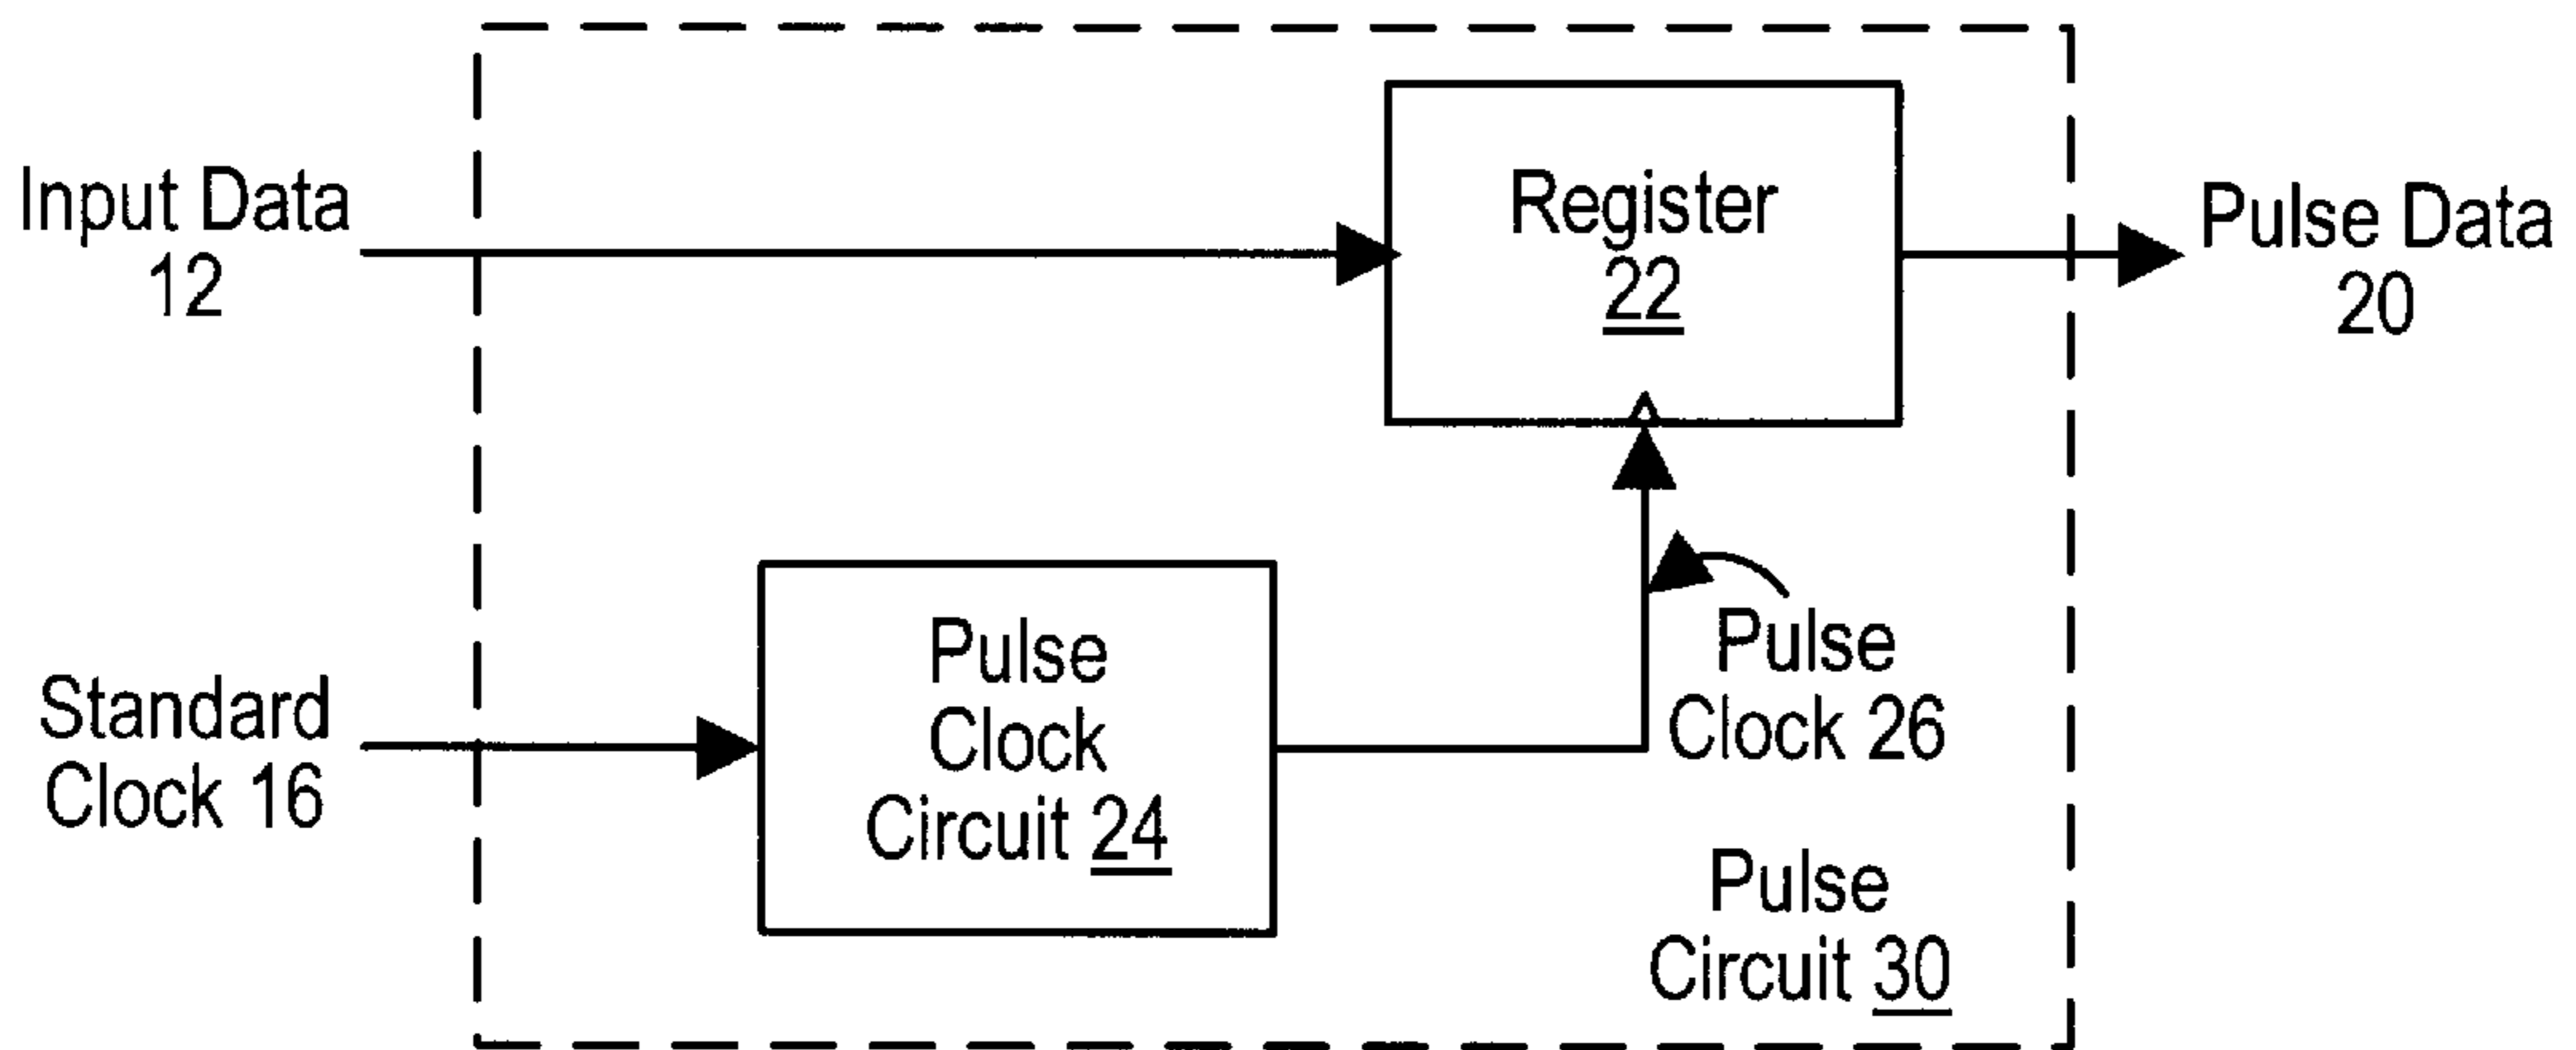 Input Data
12
Register
22
Pulse Data
20
Standard
Clock 16
Pulse
Clock
Circuit 24
Pulse
Clock 26
Pulse
Circuit 30